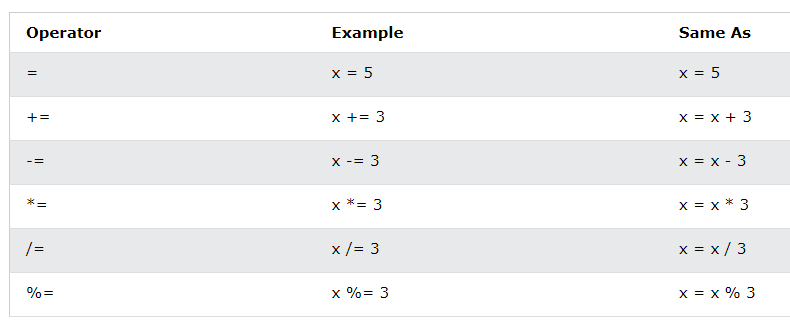 Operator Example Same As
= x = 5 x = 5
+= x += 3 x = x + 3
-= x -= 3 x = x - 3
*= x *= 3 x = x * 3
/= x /= 3 x = x / 3
%= x %= 3 x = x % 3